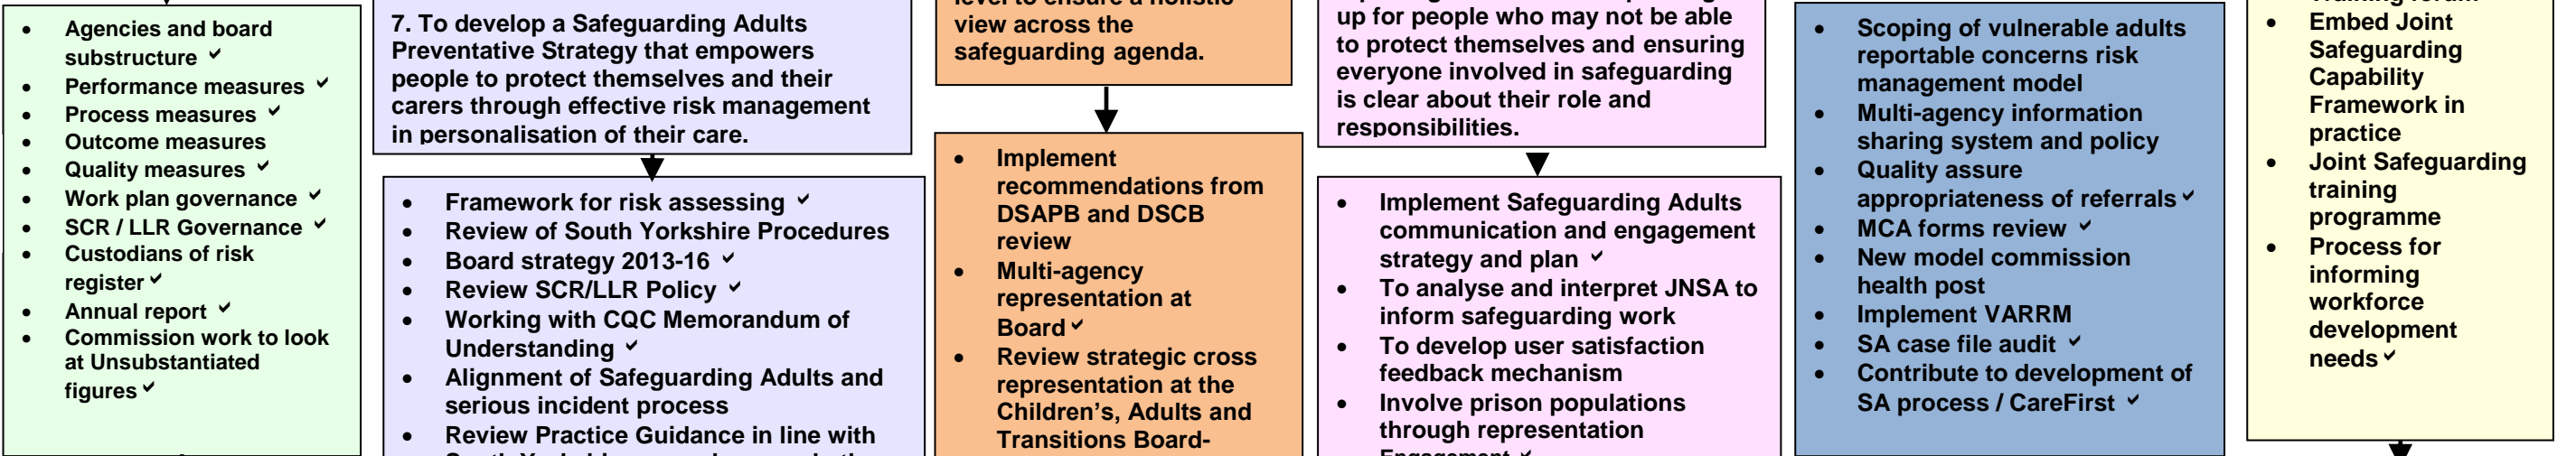 • Agencies and board
substructure ✓
• Performance measures ✓
• Process measures ✓
• Outcome measures
• Quality measures ✓
• Work plan governance ✓
• SCR / LLR Governance ✓
• Custodians of risk
register ✓
• Annual report ✓
• Commission work to look
at Unsubstantiated
figures ✓
7. To develop a Safeguarding Adults
Preventative Strategy that empowers
people to protect themselves and their
carers through effective risk management
in personalisation of their care.
• Framework for risk assessing ✓
• Review of South Yorkshire Procedures
• Board strategy 2013-16 ✓
• Review SCR/LLR Policy ✓
• Working with CQC Memorandum of
Understanding ✓
• Alignment of Safeguarding Adults and
serious incident process
• Review Practice Guidance in line with
level to ensure a holistic
view across the
safeguarding agenda.
• Implement
recommendations from
DSAPB and DSCB
review
• Multi-agency
representation at
Board ✓
• Review strategic cross
representation at the
Children's, Adults and
Transitions Board-
up for people who may not be able
to protect themselves and ensuring
everyone involved in safeguarding
is clear about their role and
responsibilities.
• Implement Safeguarding Adults
communication and engagement
strategy and plan ✓
• To analyse and interpret JNSA to
inform safeguarding work
• To develop user satisfaction
feedback mechanism
• Involve prison populations
through representation
Engagement ✓
• Scoping of vulnerable adults
reportable concerns risk
management model
• Multi-agency information
sharing system and policy
• Quality assure
appropriateness of referrals ✓
• MCA forms review ✓
• New model commission
health post
• Implement VARRM
• SA case file audit ✓
• Contribute to development of
SA process / CareFirst ✓
Training forum
• Embed Joint
Safeguarding
Capability
Framework in
practice
• Joint Safeguarding
training
programme
• Process for
informing
workforce
development
needs ✓